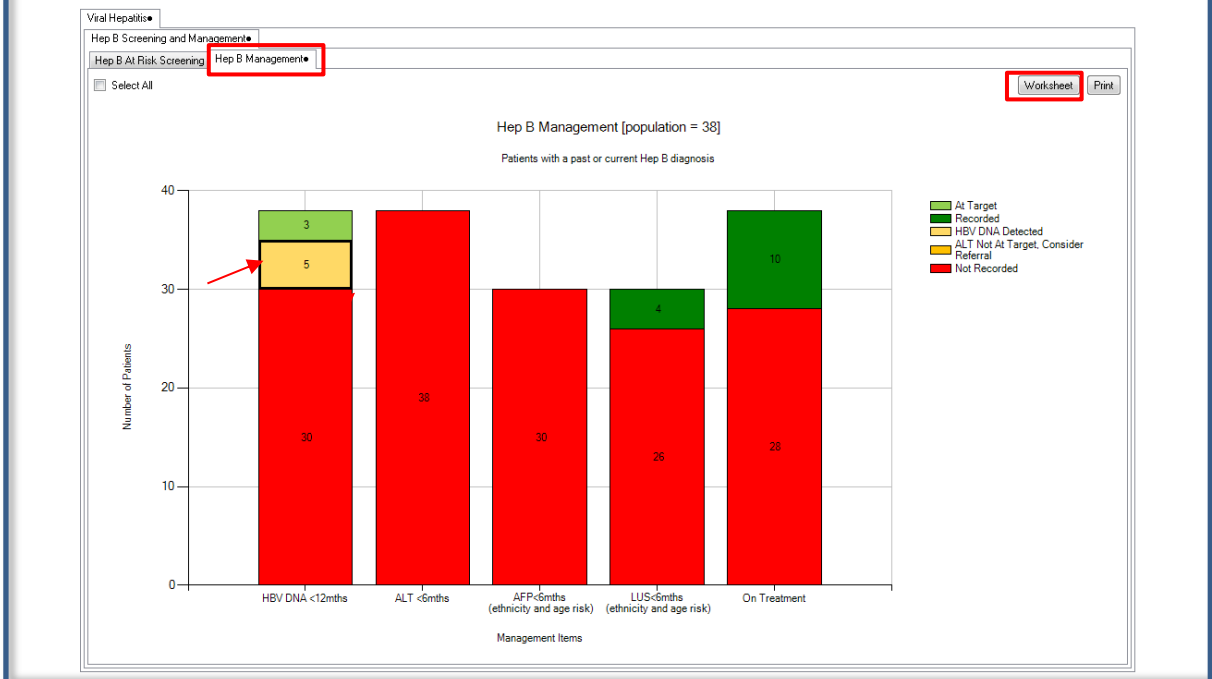 Viral Hepatitis●
Hep B Screening and Management●
Hep B At Risk Screening Hep B Management●
Select All
Worksheet Print
Hep B Management [population = 38]
Patients with a past or current Hep B diagnosis
Number of Patients
40
30
20
10
0
3
5
30
38
30
4
26
10
28
HBV DNA <12mths
ALT <6mths
AFP<6mths
(ethnicity and age risk)
LUS<6mths
(ethnicity and age risk)
On Treatment
Management Items
At Target
Recorded
HBV DNA Detected
ALT Not At Target, Consider
Referral
Not Recorded